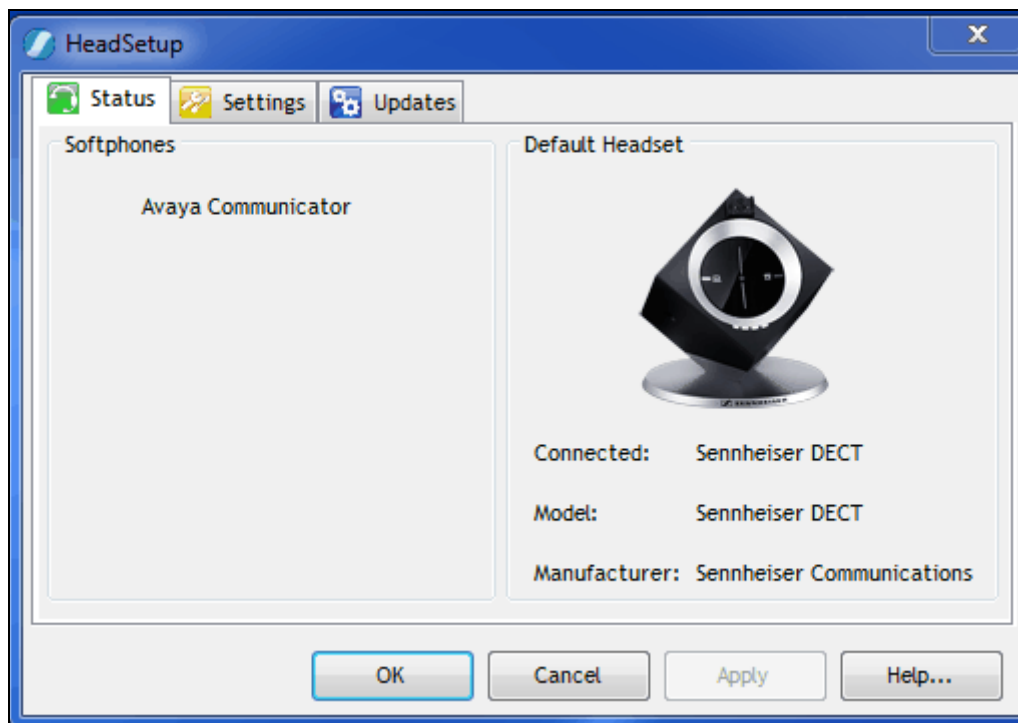 HeadSetup
X
Status
Settings
Updates
Softphones
Avaya Communicator
Default Headset
SENNHEISER
Connected: Sennheiser DECT
Model: Sennheiser DECT
Manufacturer: Sennheiser Communications
OK
Cancel
Apply
Help...